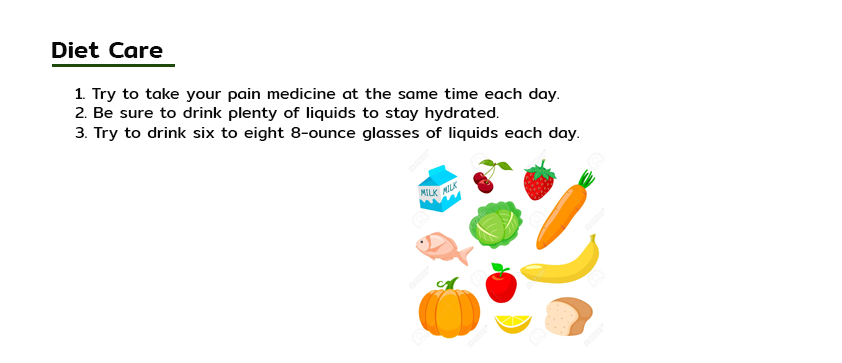 Diet Care
1. Try to take your pain medicine at the same time each day.
2. Be sure to drink plenty of liquids to stay hydrated.
3. Try to drink six to eight 8-ounce glasses of liquids each day.
MILK MILK